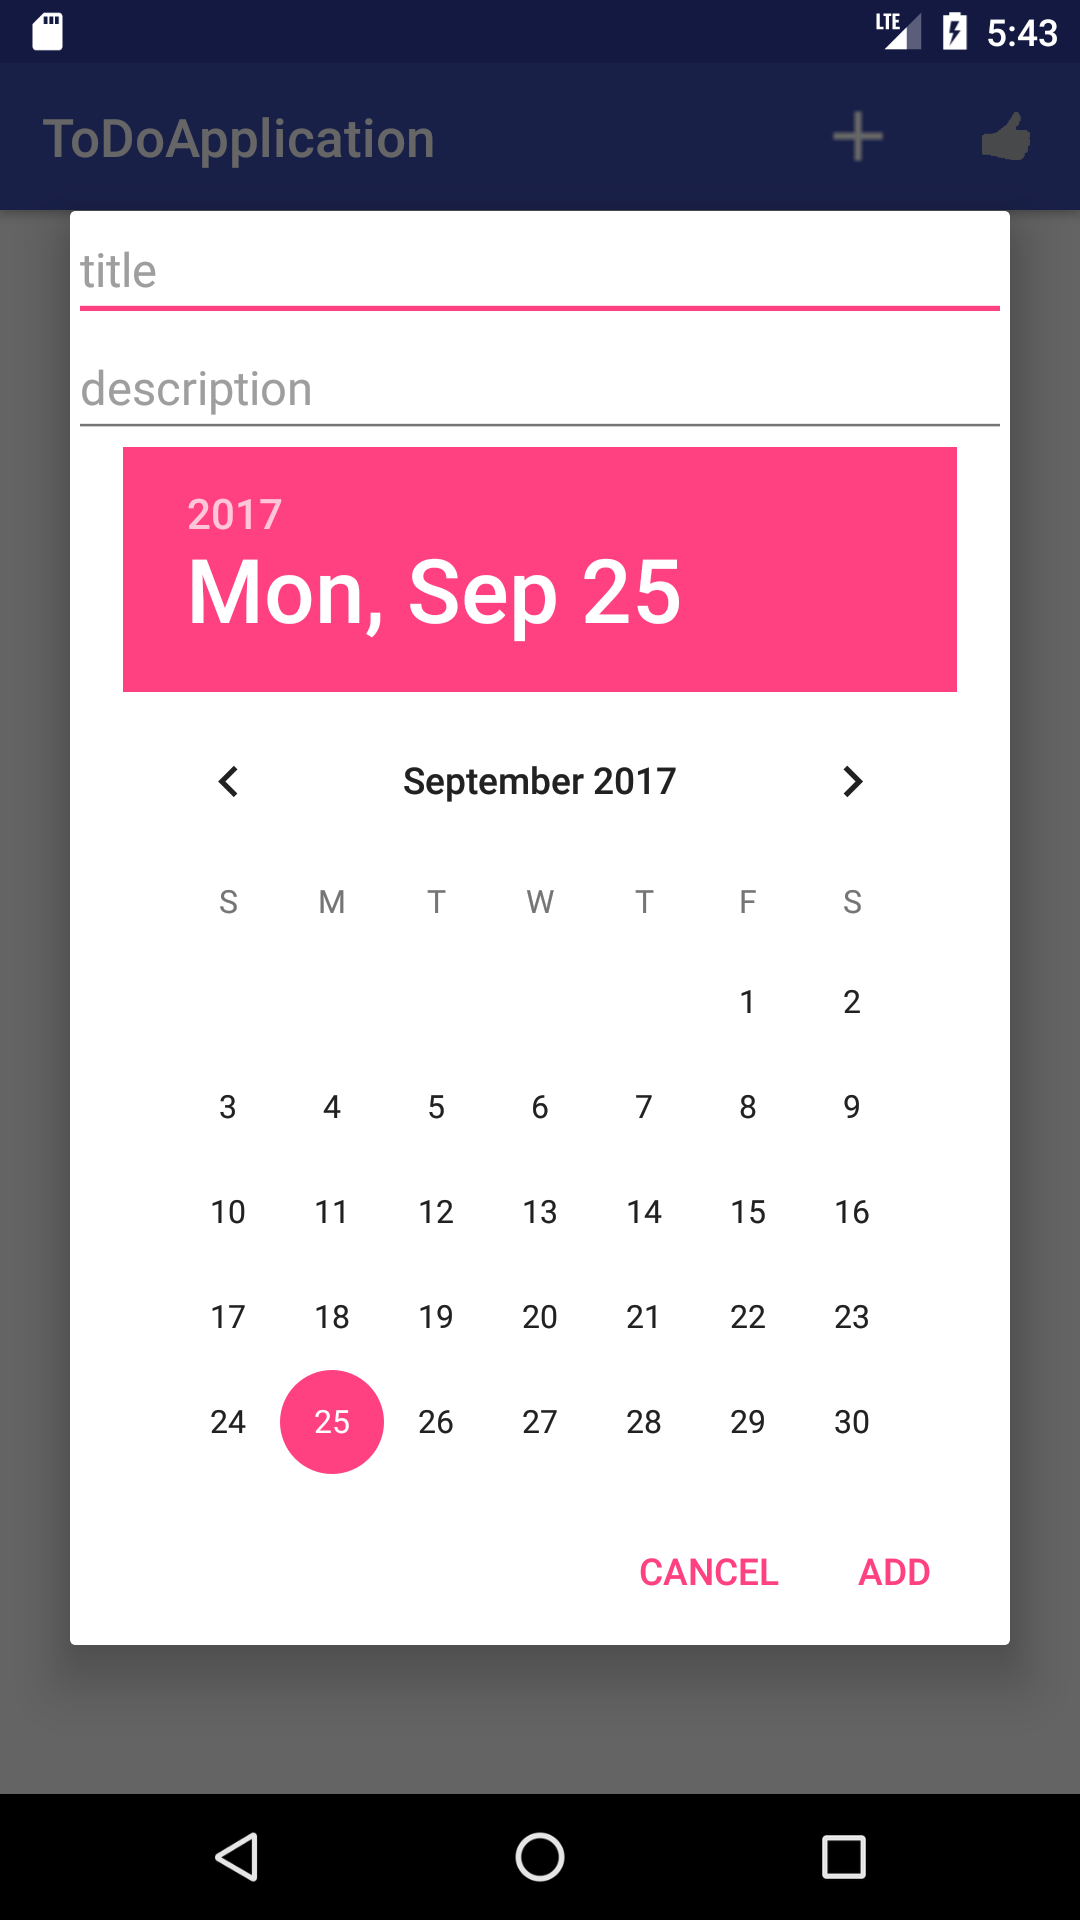 LTE 5:43
ToDoApplication
title
description
2017
Mon, Sep 25
September 2017
S M T W T F S
1 2
3 4 5 6 7 8 9
10 11 12 13 14 15 16
17 18 19 20 21 22 23
24 25 26 27 28 29 30
CANCEL ADD